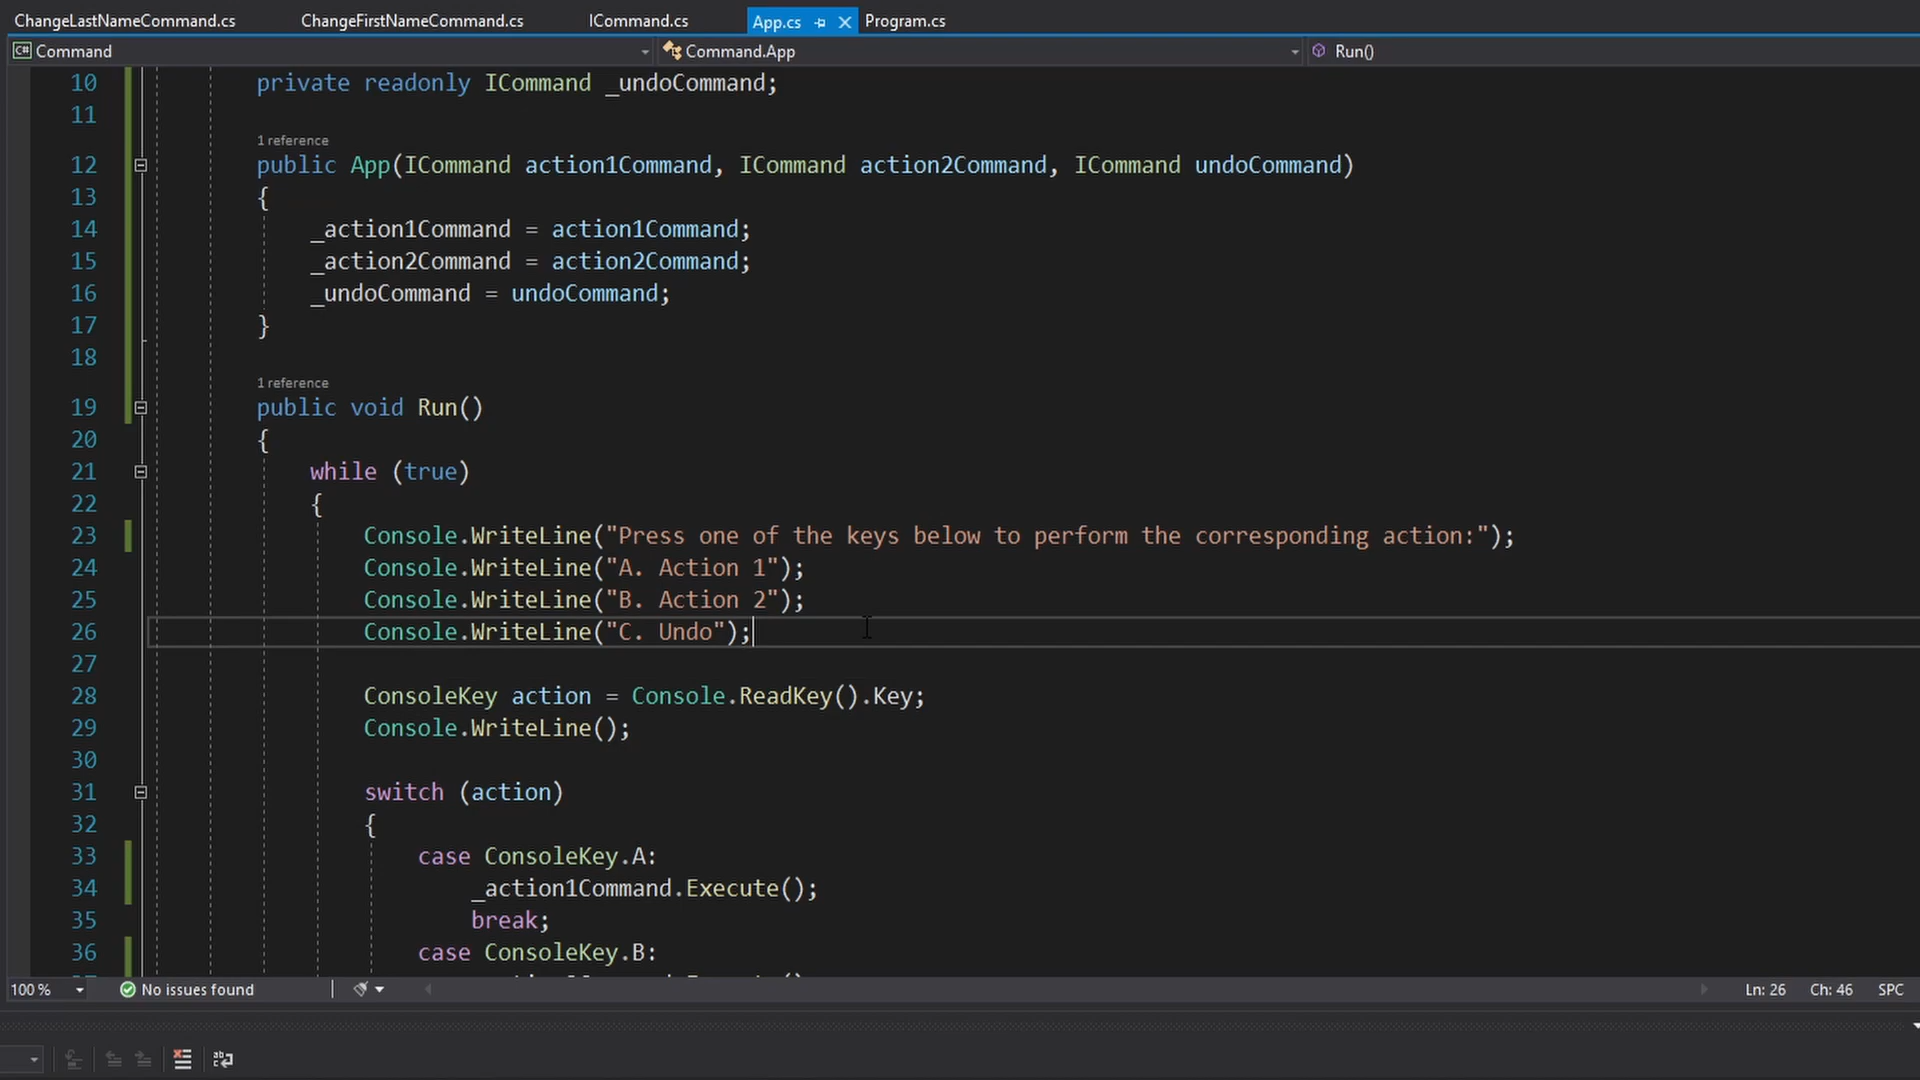 ChangeLastNameCommand.cs ChangeFirstNameCommand.cs ICommand.cs App.cs Program.cs
C# Command Command.App Run()
10 private readonly ICommand _undoCommand;
11
1 reference
12 public App(ICommand action1Command, ICommand action2Command, ICommand undoCommand)
13 {
14 _action1Command = action1Command;
15 _action2Command = action2Command;
16 _undoCommand = undoCommand;
17 }
18
1 reference
19 public void Run()
20 {
21 while (true)
22 {
23 Console.WriteLine("Press one of the keys below to perform the corresponding action:");
24 Console.WriteLine("A. Action 1");
25 Console.WriteLine("B. Action 2");
26 Console.WriteLine("C. Undo");
27
28 ConsoleKey action = Console.ReadKey().Key;
29 Console.WriteLine();
30
31 switch (action)
32 {
33 case ConsoleKey.A:
34 _action1Command.Execute();
35 break;
36 case ConsoleKey.B:
100 % No issues found Ln: 26 Ch: 46 SPC